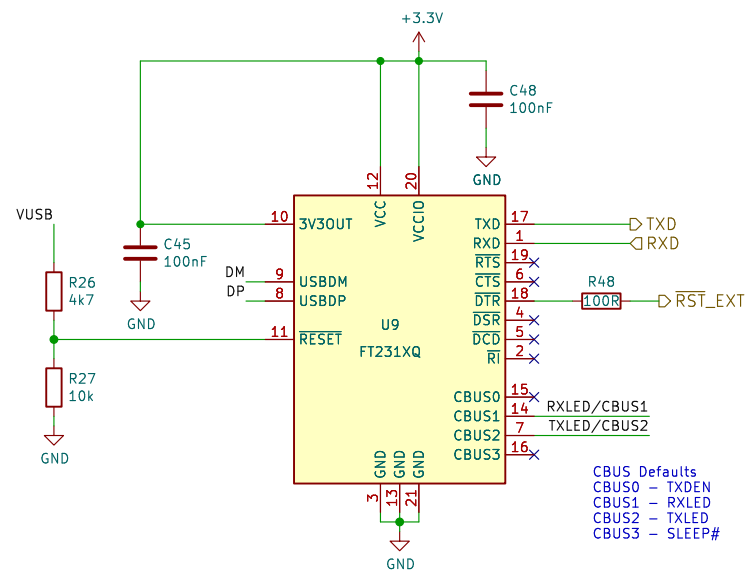 +3.3V
C48
100nF
GND
12
20
VCC
VCCIO
VUSB
10
3V3OUT
C45
100nF
GND
DM
9
USBDM
DP
8
USBDP
R26
4k7
11
RESET
R27
10k
GND
U9
FT231XQ
TXD
17
TXD
RXD
1
RXD
RTS
19
CTS
6
DTR
18
R48
100R
RST_EXT
DSR
4
DCD
5
RI
2
CBUS0
15
CBUS1
14
RXLED/CBUS1
CBUS2
7
TXLED/CBUS2
CBUS3
16
GND
GND
GND
3
13
21
GND
CBUS Defaults
CBUS0 – TXDEN
CBUS1 – RXLED
CBUS2 – TXLED
CBUS3 – SLEEP#